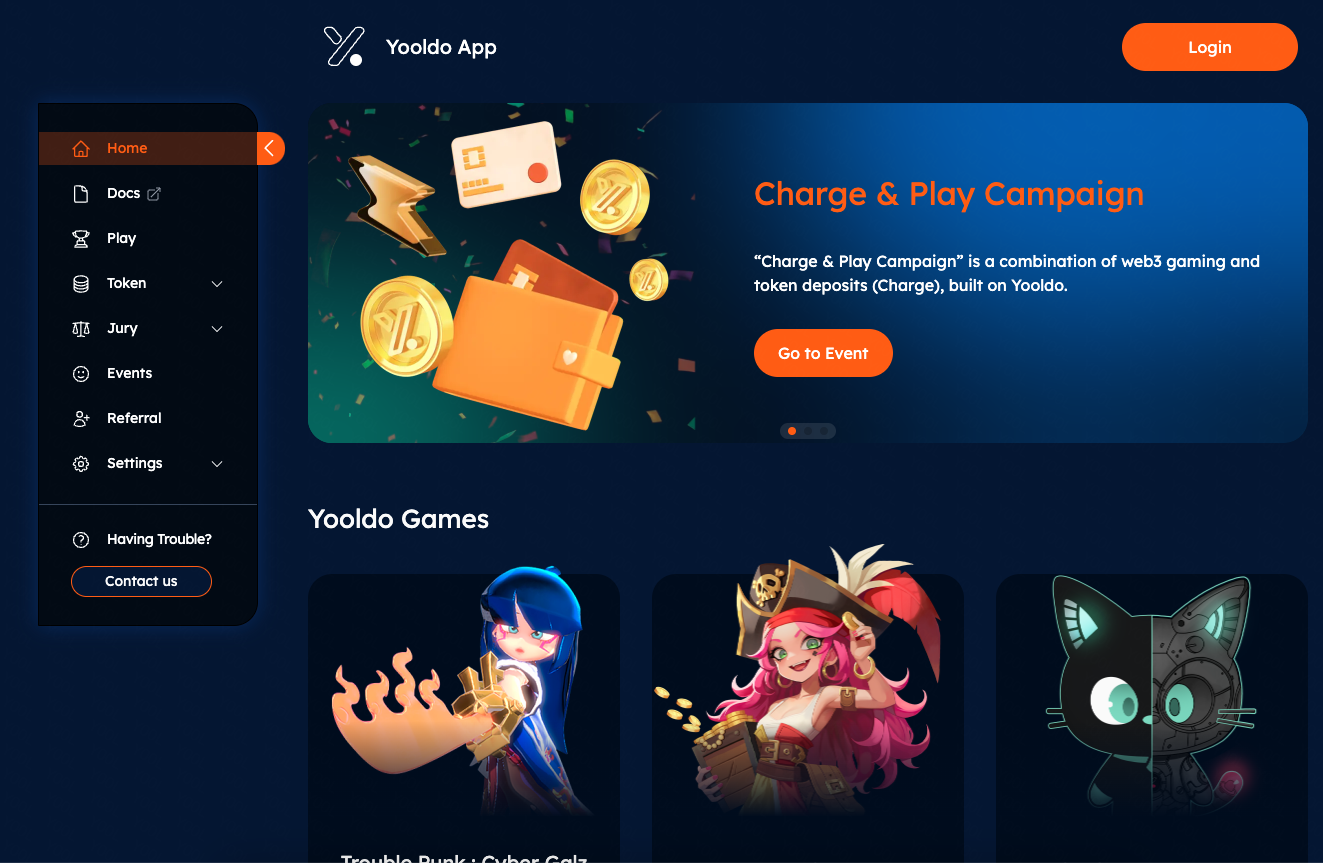 Yooldo App
Login
Home
Docs
Play
Token
Jury
Events
Referral
Settings
Having Trouble?
Contact us
Charge & Play Campaign
“Charge & Play Campaign” is a combination of web3 gaming and
token deposits (Charge), built on Yooldo.
Go to Event
Yooldo Games
Trouble Punk : Cyber Galz